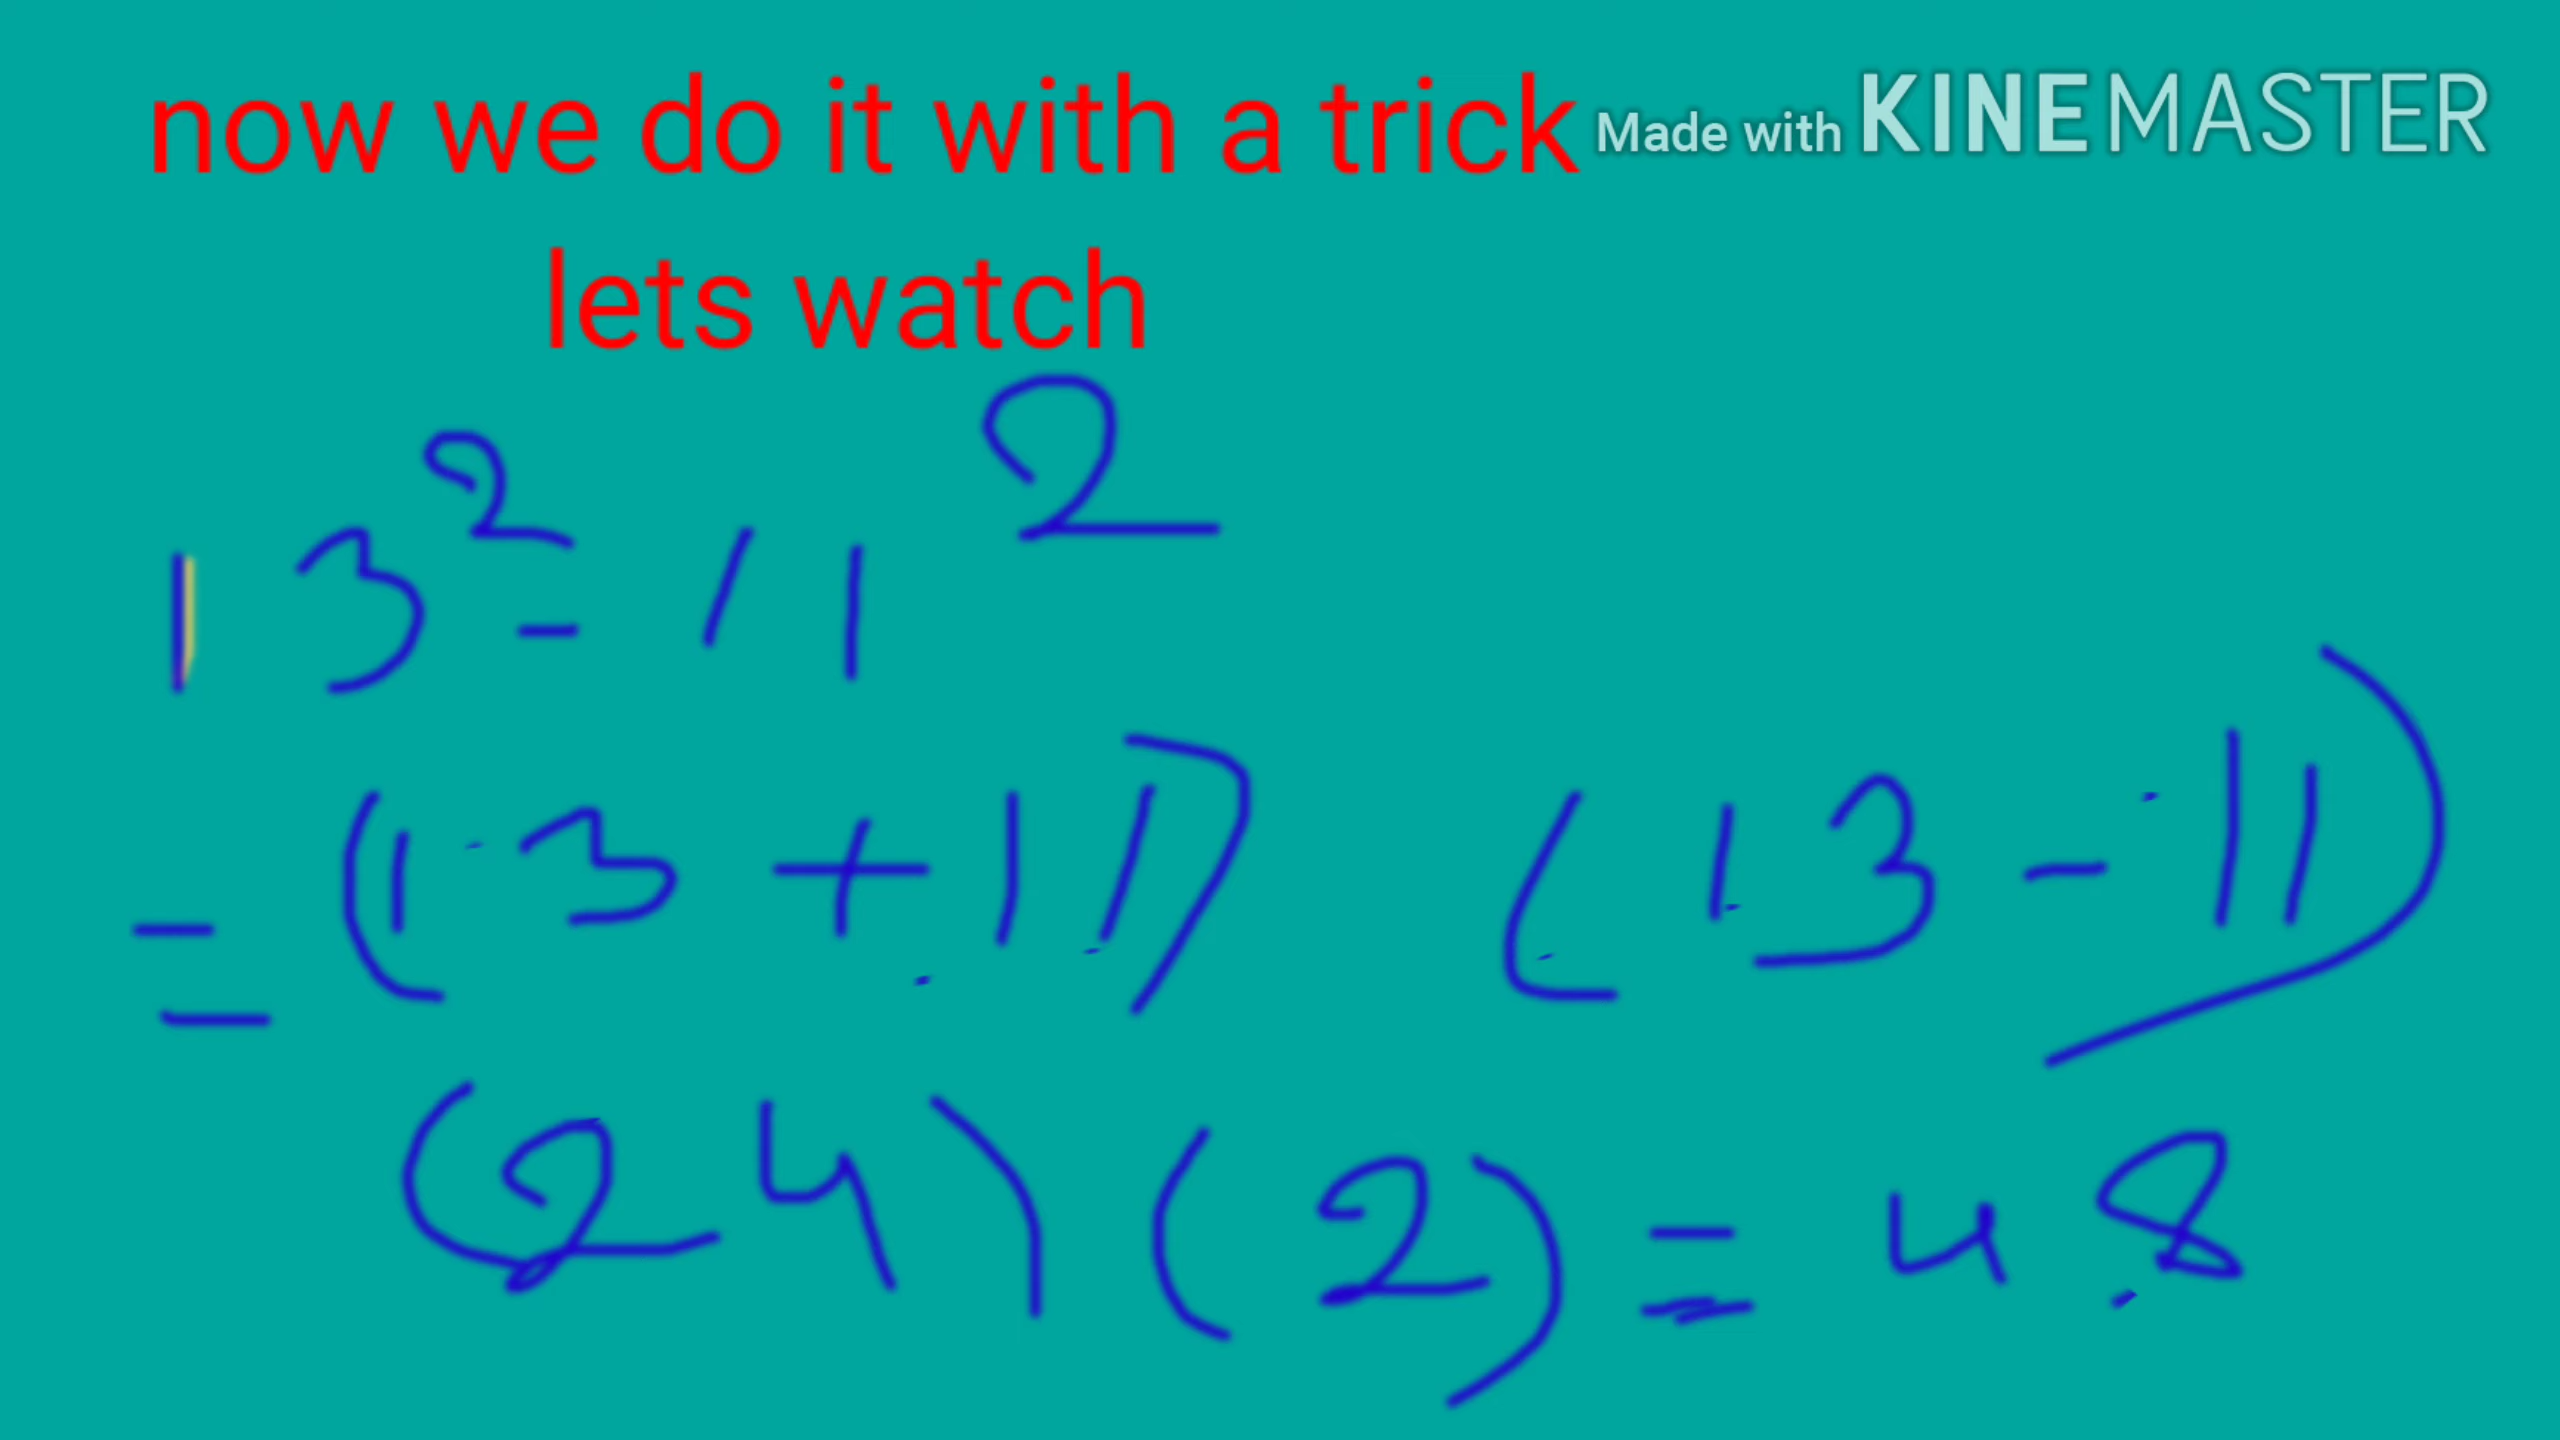 now we do it with a trick Made with KINEMASTER
lets watch
13² - 11²
= (13 + 11) (13 - 11)
(24) (2) = 48